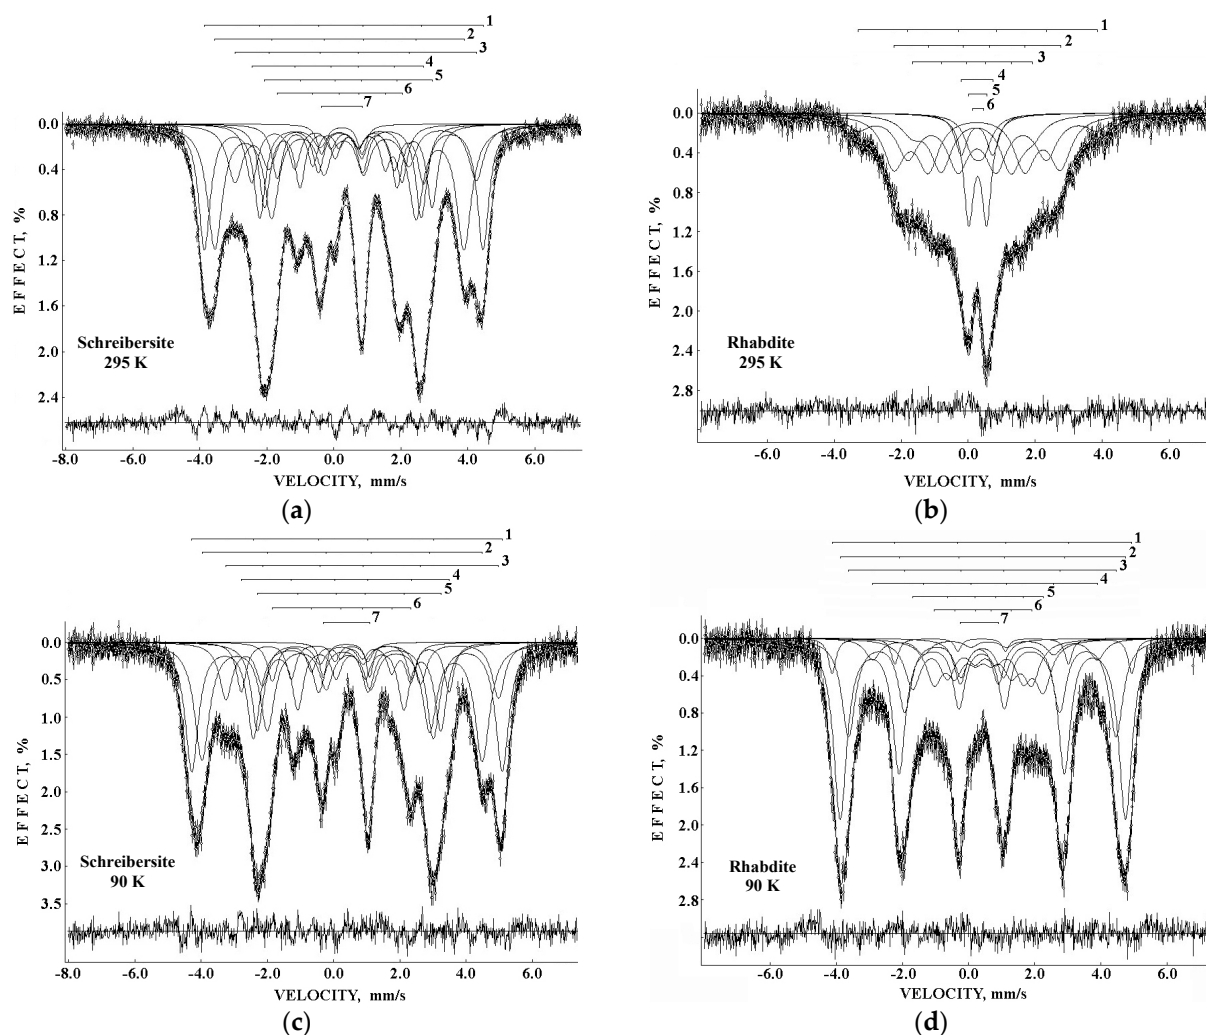 1
2
3
4
5
6
7
0.0
0.4
0.8
1.2
1.6
2.0
2.4
EFFECT, %
Schreibersite
295 K
-8.0 -6.0 -4.0 -2.0 0.0 2.0 4.0 6.0
VELOCITY, mm/s
(a)
1
2
3
4
5
6
0.0
0.4
0.8
1.2
1.6
2.0
2.4
2.8
EFFECT, %
Rhabdite
295 K
-6.0 -4.0 -2.0 0.0 2.0 4.0 6.0
VELOCITY, mm/s
(b)
1
2
3
4
5
6
7
0.0
0.5
1.0
1.5
2.0
2.5
3.0
3.5
EFFECT, %
Schreibersite
90 K
-8.0 -6.0 -4.0 -2.0 0.0 2.0 4.0 6.0
VELOCITY, mm/s
(c)
1
2
3
4
5
6
7
0.0
0.4
0.8
1.2
1.6
2.0
2.4
2.8
EFFECT, %
Rhabdite
90 K
-6.0 -4.0 -2.0 0.0 2.0 4.0 6.0
VELOCITY, mm/s
(d)